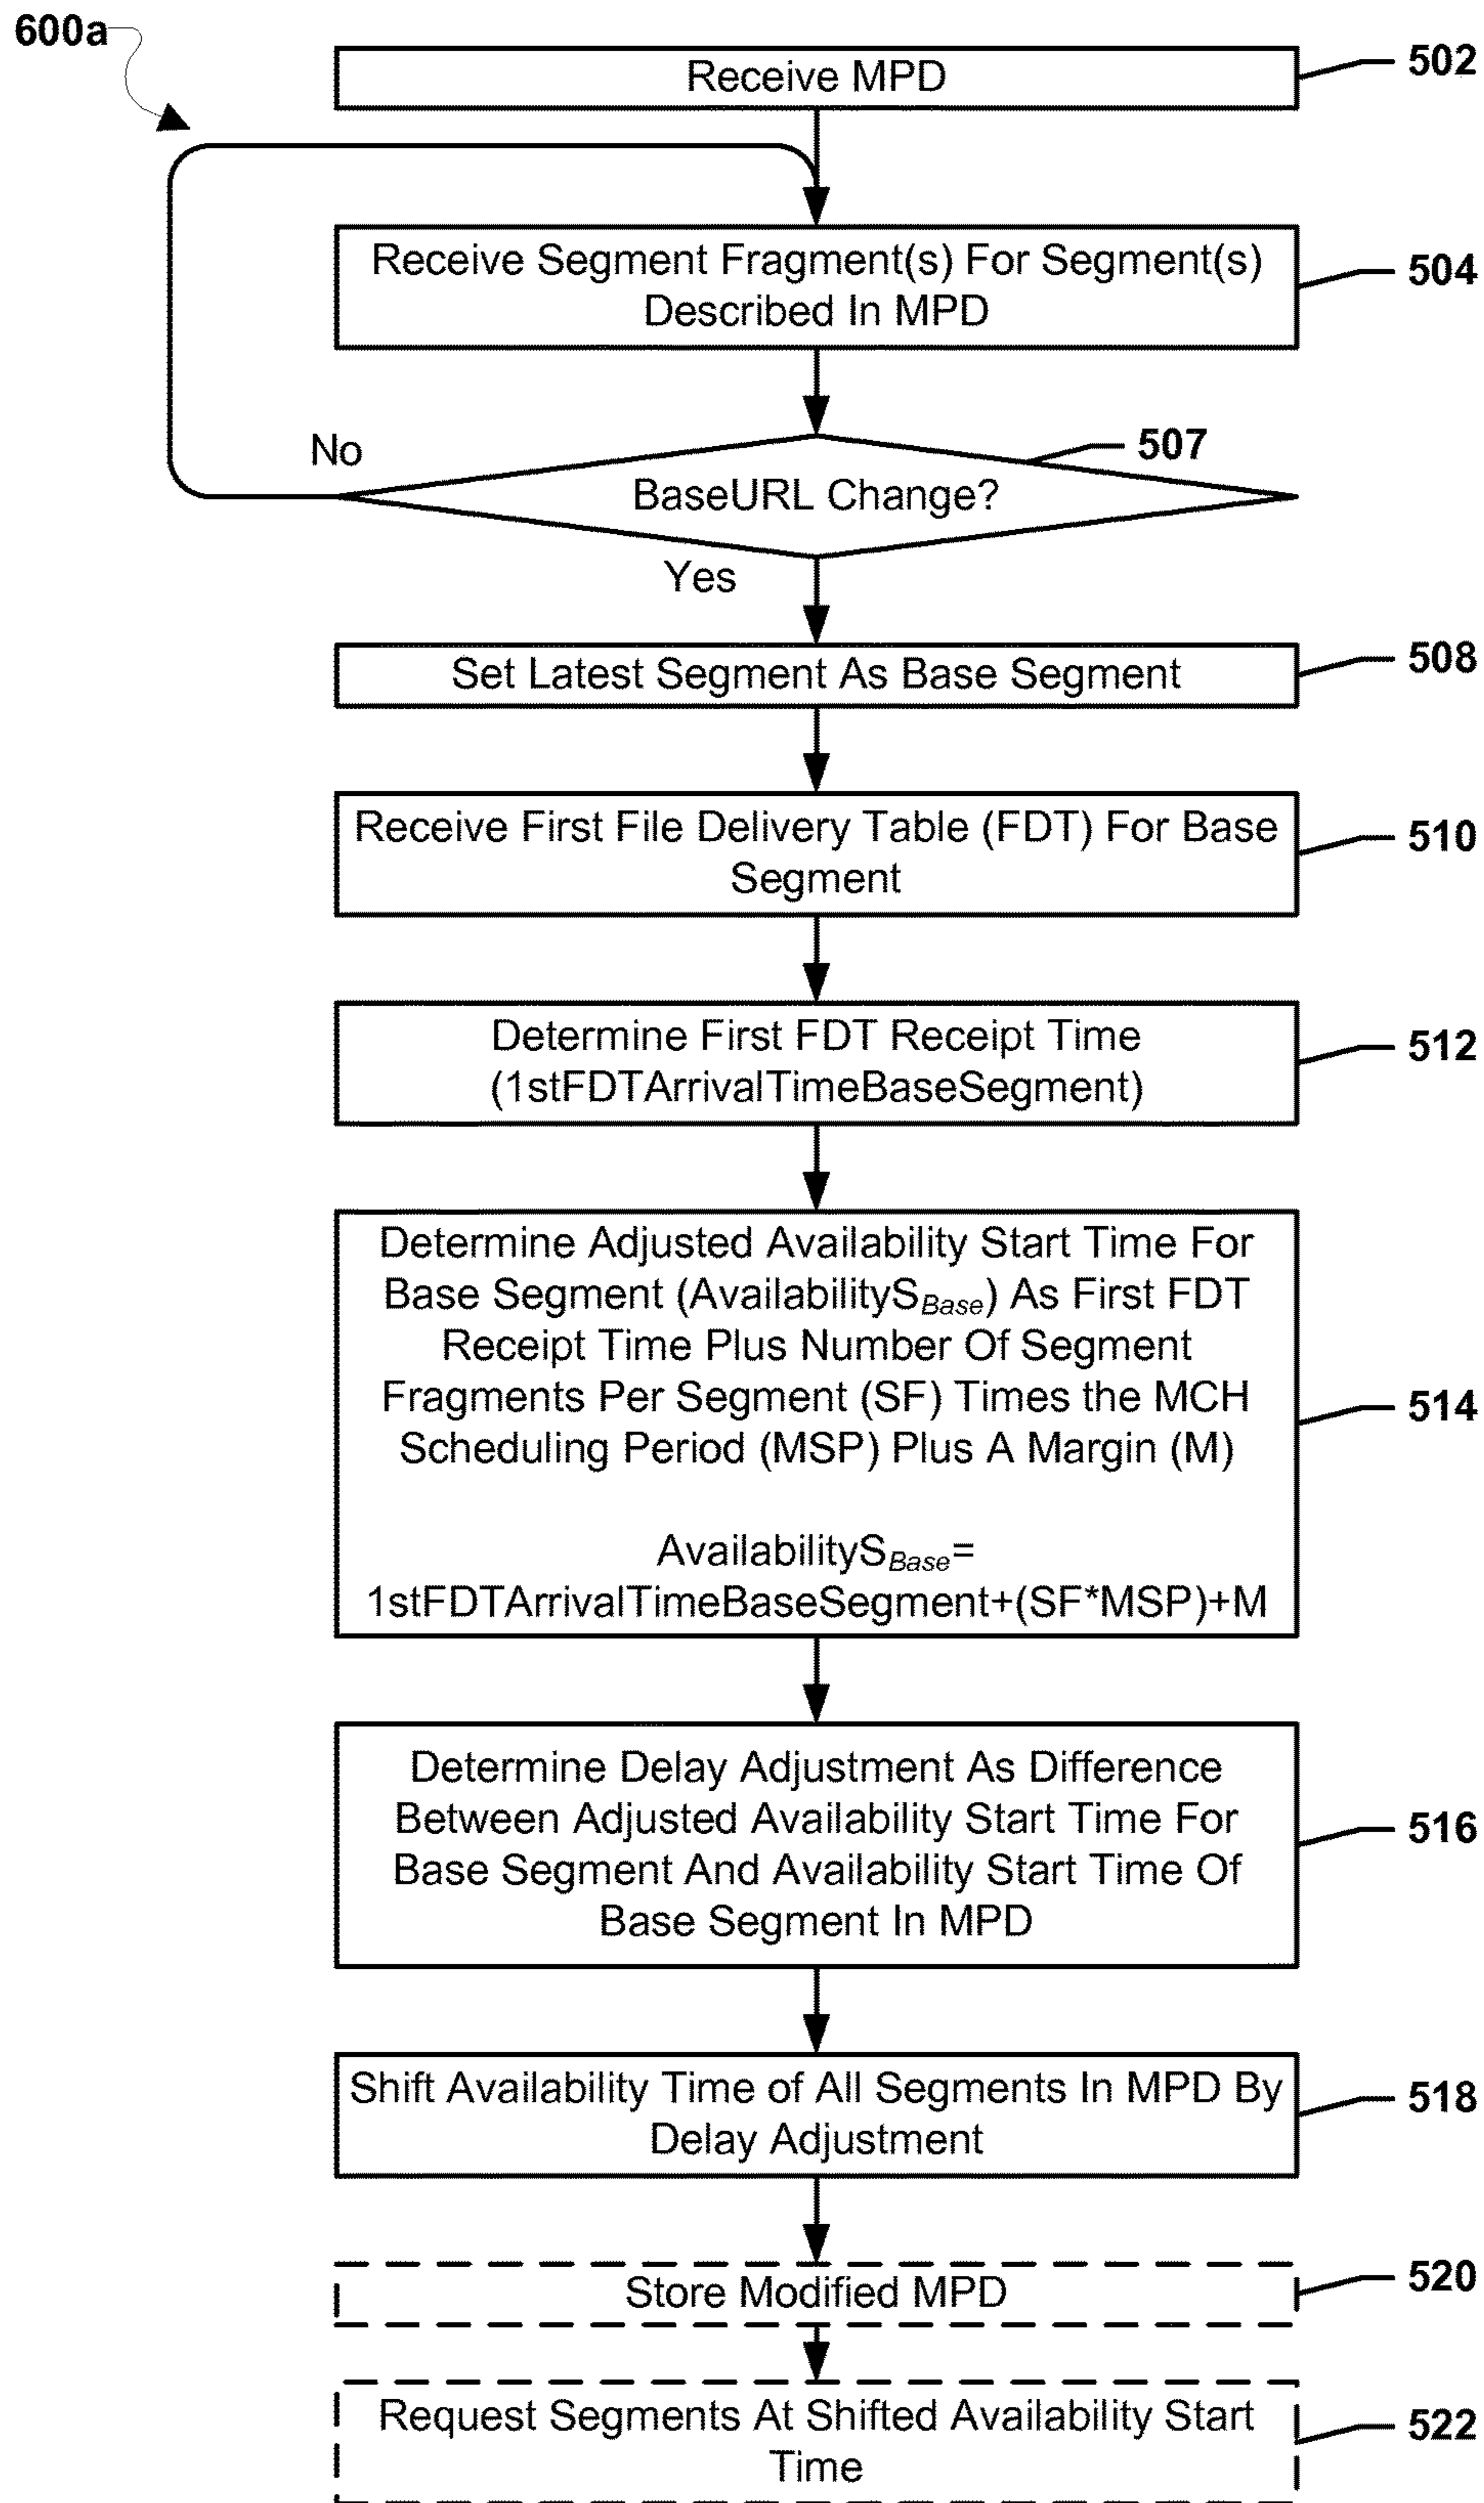 600a
Receive MPD
502
Receive Segment Fragment(s) For Segment(s)
Described In MPD
504
No
507
BaseURL Change?
Yes
Set Latest Segment As Base Segment
508
Receive First File Delivery Table (FDT) For Base
Segment
510
Determine First FDT Receipt Time
(1stFDTArrivalTimeBaseSegment)
512
Determine Adjusted Availability Start Time For
Base Segment (AvailabilitySBase) As First FDT
Receipt Time Plus Number Of Segment
Fragments Per Segment (SF) Times the MCH
Scheduling Period (MSP) Plus A Margin (M)
AvailabilitySBase=
1stFDTArrivalTimeBaseSegment+(SF*MSP)+M
514
Determine Delay Adjustment As Difference
Between Adjusted Availability Start Time For
Base Segment And Availability Start Time Of
Base Segment In MPD
516
Shift Availability Time of All Segments In MPD By
Delay Adjustment
518
Store Modified MPD
520
Request Segments At Shifted Availability Start
Time
522